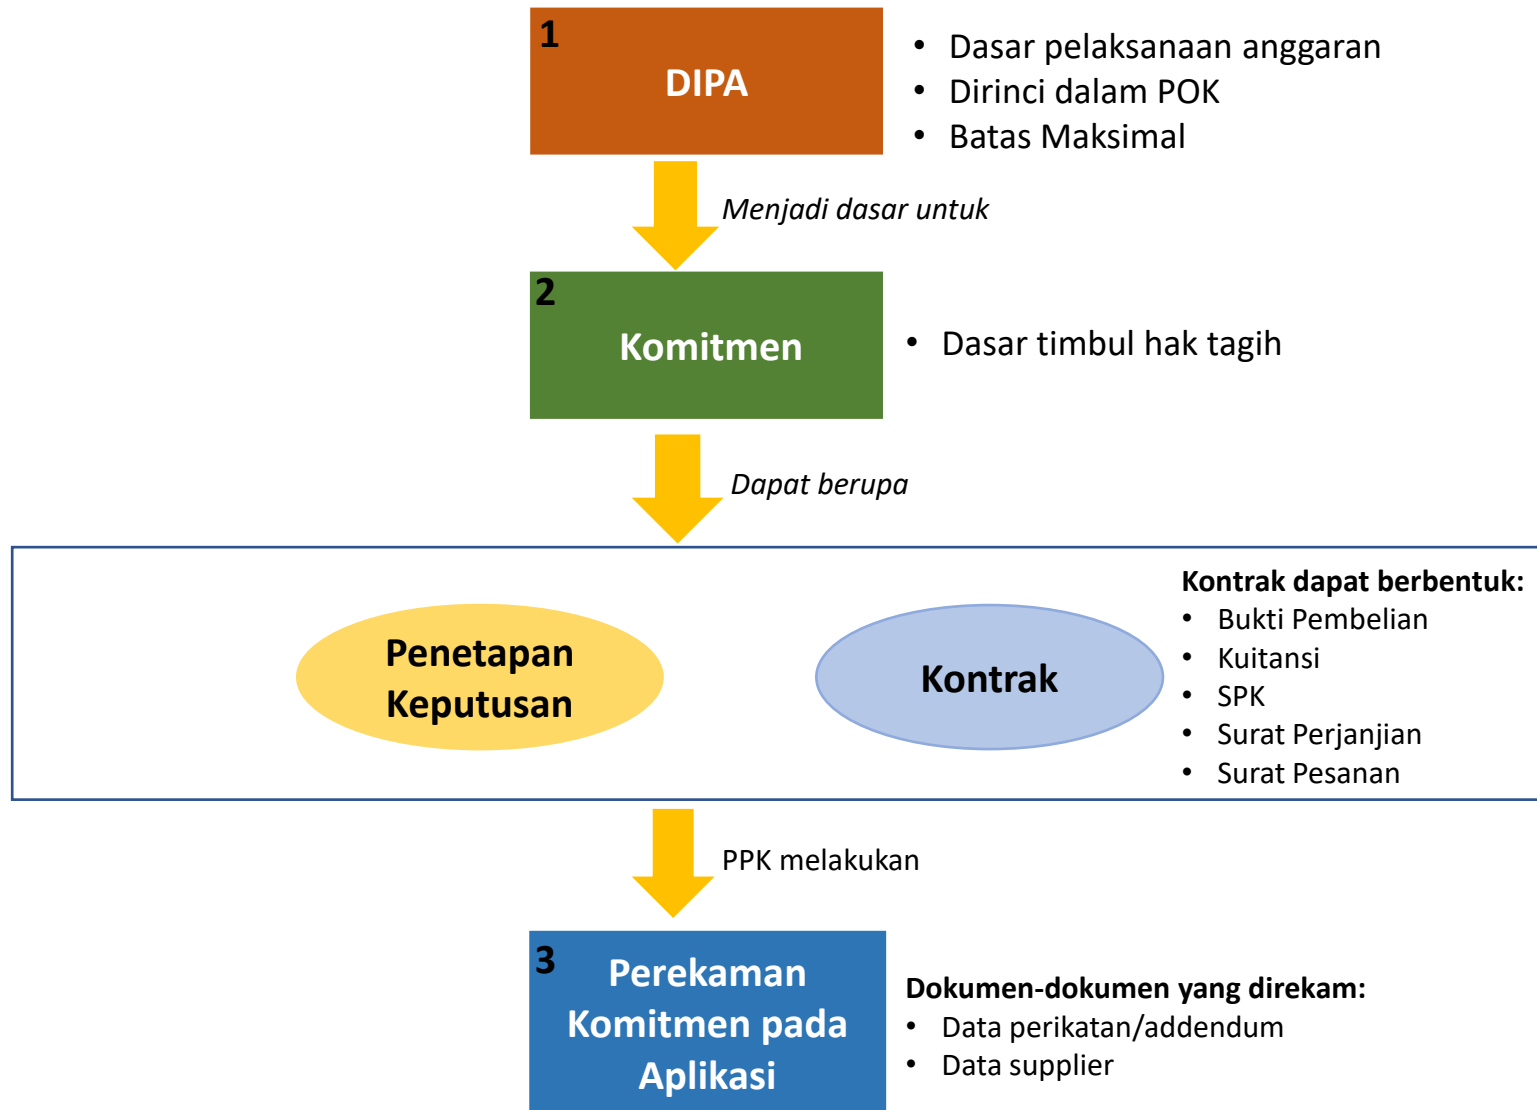 1
DIPA
• Dasar pelaksanaan anggaran
• Dirinci dalam POK
• Batas Maksimal
Menjadi dasar untuk
2
Komitmen
• Dasar timbul hak tagih
Dapat berupa
Penetapan
Keputusan
Kontrak
Kontrak dapat berbentuk:
• Bukti Pembelian
• Kuitansi
• SPK
• Surat Perjanjian
• Surat Pesanan
PPK melakukan
3
Perekaman
Komitmen pada
Aplikasi
Dokumen-dokumen yang direkam:
• Data perikatan/addendum
• Data supplier